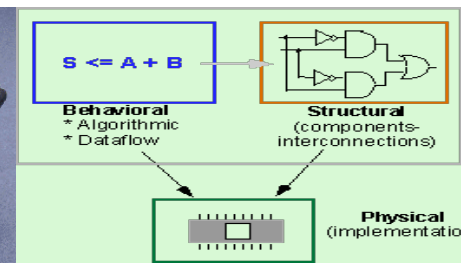 S <= A + B
Behavioral
* Algorithmic
* Dataflow
Structural
(components-
interconnections)
Physical
(implementatio